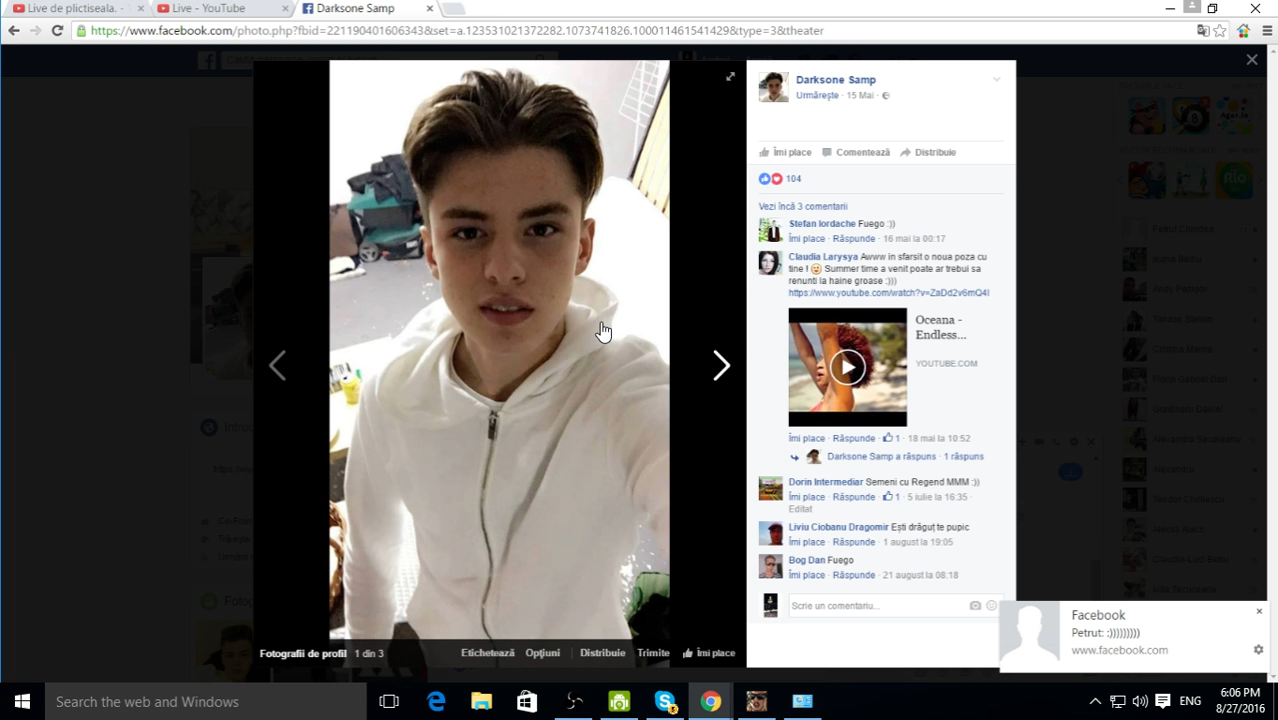 Live de plictiseala. - 
Live - YouTube
Darksone Samp
https://www.facebook.com/photo.php?fbid=221190401606343&set=a.123531021372282.1073741826.100011461541429&type=3&theater
Darksone Samp
Urmărește · 15 Mai ·
Îmi place Comentează Distribuie
104
Vezi încă 3 comentarii
Stefan Iordache Fuego :))
Îmi place · Răspunde · 16 mai la 00:17
Claudia Larysya Awww in sfarsit o noua poza cu
tine ! Summer time a venit poate ar trebui sa
renunti la haine groase :)))
https://www.youtube.com/watch?v=ZaDd2v6mQ4I
Oceana -
Endless...
YOUTUBE.COM
Îmi place · Răspunde · 1 · 18 mai la 10:52
Darksone Samp a răspuns · 1 răspuns
Dorin Intermediar Semeni cu Regend MMM :))
Îmi place · Răspunde · 1 · 5 iulie la 16:35 ·
Editat
Liviu Ciobanu Dragomir Ești drăguț te pupic
Îmi place · Răspunde · 1 august la 19:05
Bog Dan Fuego
Îmi place · Răspunde · 21 august la 08:18
Scrie un comentariu...
Fotografii de profil 1 din 3
Etichetează Opţiuni Distribuie Trimite Îmi place
Facebook
Petrut: :)))))))))
www.facebook.com
Search the web and Windows
ENG
6:06 PM
8/27/2016